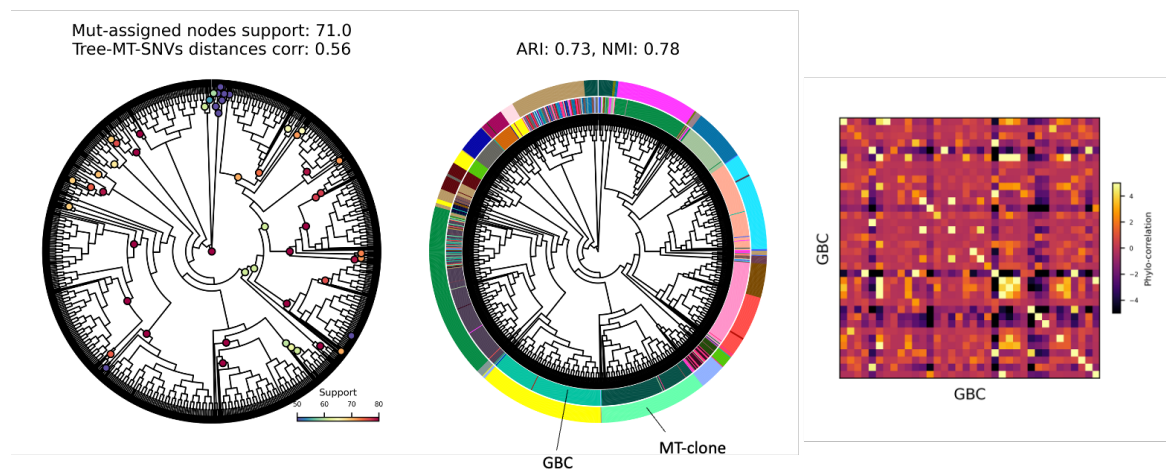 Mut-assigned nodes support: 71.0
Tree-MT-SNVs distances corr: 0.56
Support
50 60 70 80
ARI: 0.73, NMI: 0.78
GBC
MT-clone
GBC
GBC
4
2
0
−2
−4
Phylo-correlation